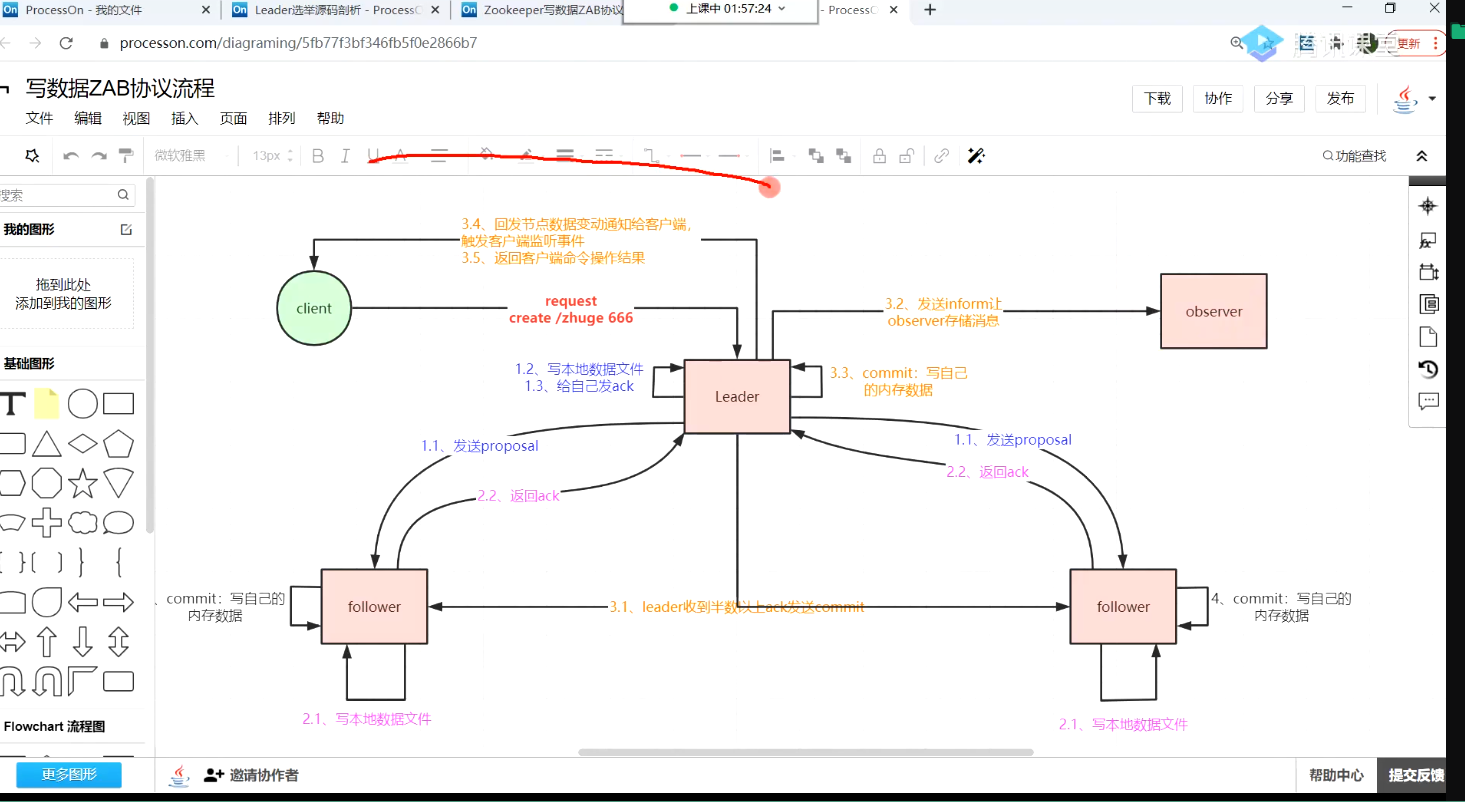 ProcessOn - 我的文件
Leader选举源码剖析 - ProcessO
Zookeeper写数据ZAB协议
上课中 01:57:24
- ProcessO
processon.com/diagraming/5fb77f3bf346fb5f0e2866b7
腾讯课堂
更新
写数据ZAB协议流程
文件 编辑 视图 插入 页面 排列 帮助
下载 协作 分享 发布
微软雅黑 13px B I U A
功能查找
搜索
我的图形
拖到此处
添加到我的图形
基础图形
T
Flowchart 流程图
更多图形
3.4、回发节点数据变动通知给客户端，
触发客户端监听事件
3.5、返回客户端命令操作结果
client
request
create /zhuge 666
3.2、发送inform让
observer存储消息
observer
1.2、写本地数据文件
1.3、给自己发ack
Leader
3.3、commit：写自己
的内存数据
1.1、发送proposal
1.1、发送proposal
2.2、返回ack
2.2、返回ack
、commit：写自己的
内存数据
follower
3.1、leader收到半数以上ack发送commit
follower
4、commit：写自己的
内存数据
2.1、写本地数据文件
2.1、写本地数据文件
邀请协作者
帮助中心
提交反馈